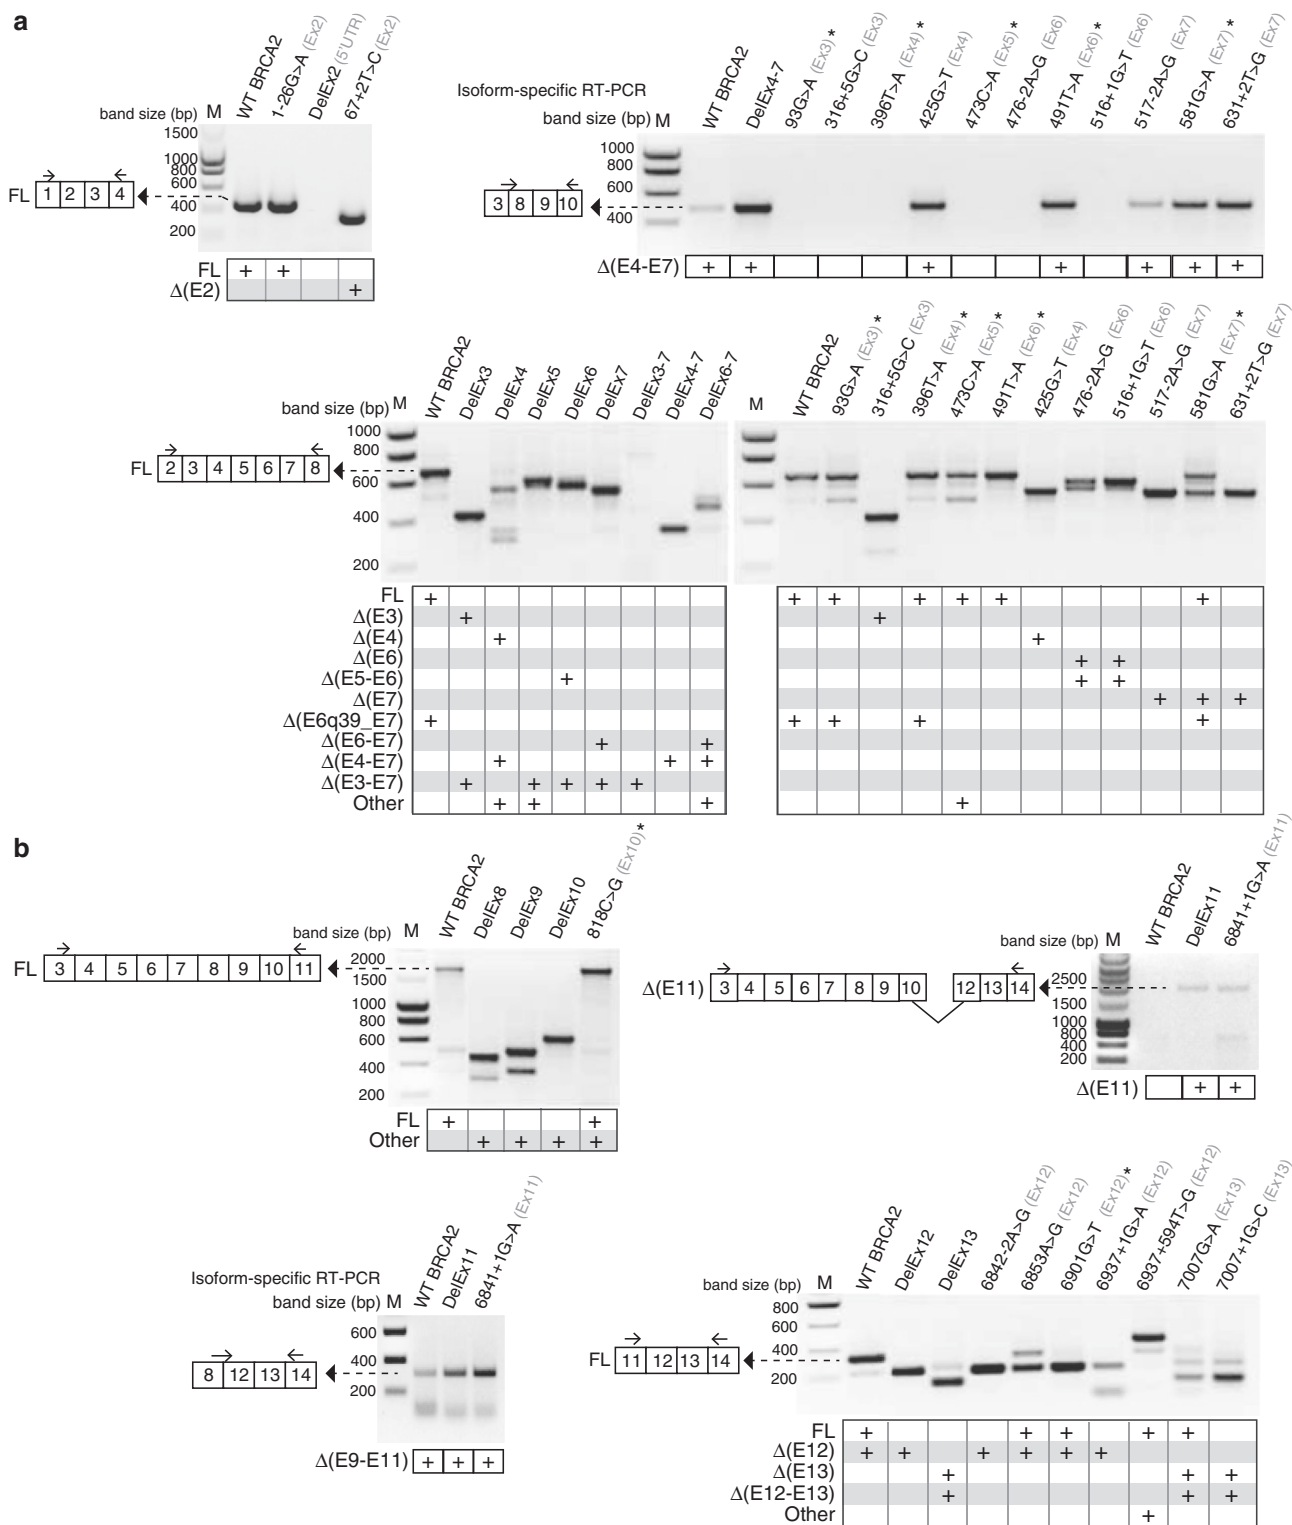 a
WT BRCA2
1-26G>A (Ex2)
DelEx2 (5'UTR)
67+2T>C (Ex2)
band size (bp) M
1500
1000
800
600
400
200
FL 1 2 3 4
FL + +
Δ(E2) +
Isoform-specific RT-PCR
band size (bp) M
WT BRCA2
DelEx4-7
93G>A (Ex3) *
316+5G>C (Ex3)
396T>A (Ex4) *
425G>T (Ex4)
473C>A (Ex5) *
476-2A>G (Ex6)
491T>A (Ex6) *
516+1G>T (Ex6)
517-2A>G (Ex7)
581G>A (Ex7) *
631+2T>G (Ex7)
1000
800
600
400
3 8 9 10
Δ(E4-E7) + + + + + + +
band size (bp) M
WT BRCA2
DelEx3
DelEx4
DelEx5
DelEx6
DelEx7
DelEx3-7
DelEx4-7
DelEx6-7
1000
800
600
400
200
FL 2 3 4 5 6 7 8
M
WT BRCA2
93G>A (Ex3) *
316+5G>C (Ex3)
396T>A (Ex4) *
473C>A (Ex5) *
491T>A (Ex6) *
425G>T (Ex4)
476-2A>G (Ex6)
516+1G>T (Ex6)
517-2A>G (Ex7)
581G>A (Ex7) *
631+2T>G (Ex7)
FL + + + + + + +
Δ(E3) + +
Δ(E4) + +
Δ(E6) + +
Δ(E5-E6) + + +
Δ(E7) + + +
Δ(E6q39_E7) + + + + +
Δ(E6-E7) + +
Δ(E4-E7) + + +
Δ(E3-E7) + + + + +
Other + + + +
b
band size (bp) M
WT BRCA2
DelEx8
DelEx9
DelEx10
818C>G (Ex10) *
2000
1500
1000
800
600
400
200
FL 3 4 5 6 7 8 9 10 11
FL + +
Other + + + +
band size (bp) M
WT BRCA2
DelEx11
6841+1G>A (Ex11)
2500
1500
1000
800
400
200
Δ(E11) 3 4 5 6 7 8 9 10 12 13 14
Δ(E11) + +
Isoform-specific RT-PCR
band size (bp) M
WT BRCA2
DelEx11
6841+1G>A (Ex11)
600
400
200
8 12 13 14
Δ(E9-E11) + + +
band size (bp) M
WT BRCA2
DelEx12
DelEx13
6842-2A>G (Ex12)
6853A>G (Ex12)
6901G>T (Ex12) *
6937+1G>A (Ex12)
6937+594T>G (Ex12)
7007G>A (Ex13)
7007+1G>C (Ex13)
800
600
400
200
FL 11 12 13 14
FL + + + + +
Δ(E12) + + + + + +
Δ(E13) + + +
Δ(E12-E13) + + +
Other +